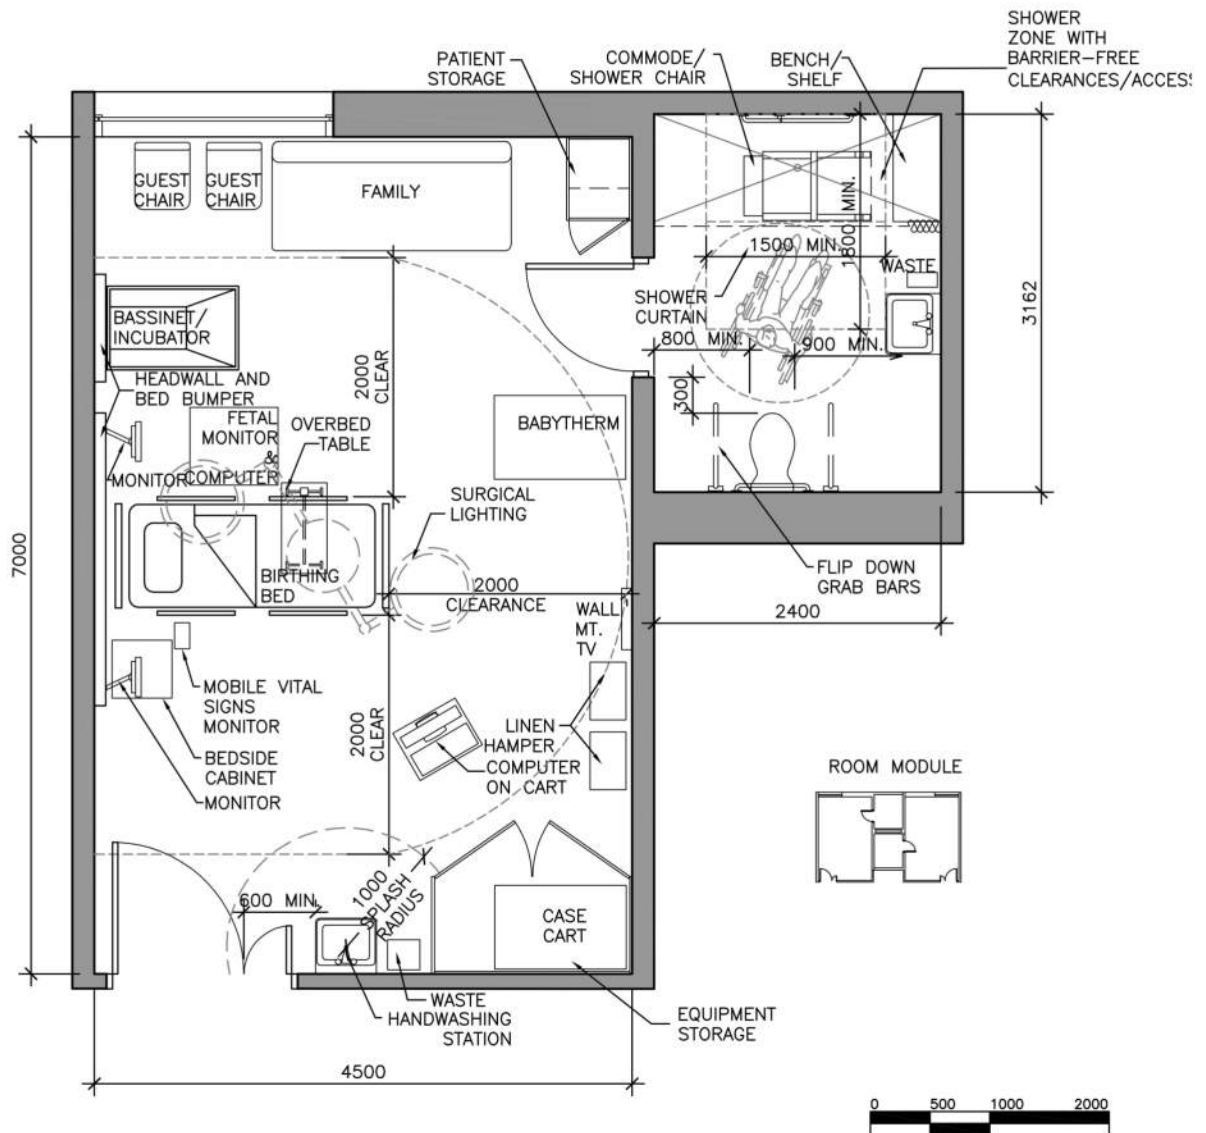 SHOWER
ZONE WITH
BARRIER-FREE
CLEARANCES/ACCESS
PATIENT
STORAGE
COMMODE/
SHOWER CHAIR
BENCH/
SHELF
GUEST
CHAIR
GUEST
CHAIR
FAMILY
1800 MIN.
1500 MIN.
WASTE
SHOWER
CURTAIN
800 MIN.
900 MIN.
300
3162
BASSINET/
INCUBATOR
HEADWALL AND
BED BUMPER
2000
CLEAR
FETAL
MONITOR
&
COMPUTER
OVERBED
TABLE
BABYTHERM
MONITOR
SURGICAL
LIGHTING
7000
BIRTHING
BED
2000
CLEARANCE
FLIP DOWN
GRAB BARS
2400
WALL
MT.
TV
MOBILE VITAL
SIGNS
MONITOR
BEDSIDE
CABINET
MONITOR
2000
CLEAR
LINEN
HAMPER
COMPUTER
ON CART
ROOM MODULE
600 MIN.
1000
SPLASH
RADIUS
CASE
CART
WASTE
HANDWASHING
STATION
EQUIPMENT
STORAGE
4500
0 500 1000 2000